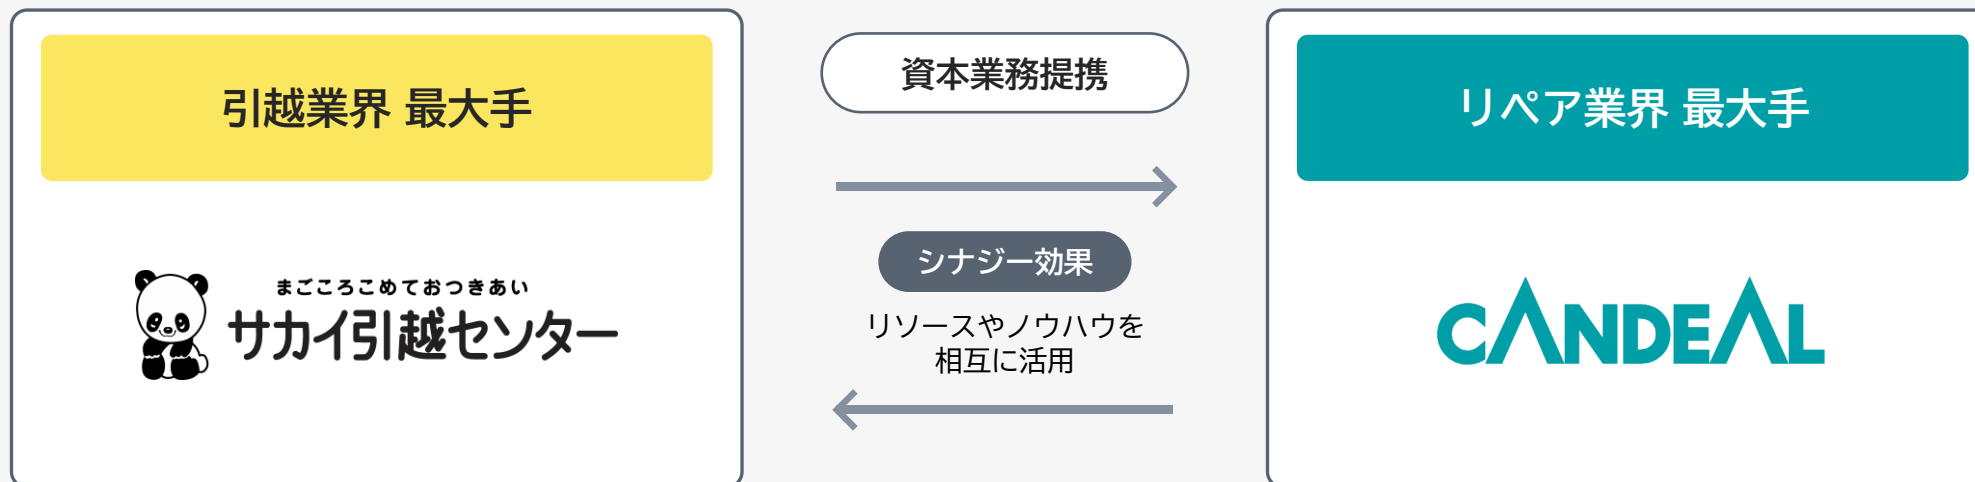 引越業界 最大手
まごころこめておつきあい
サカイ引越センター
資本業務提携
シナジー効果
リソースやノウハウを
相互に活用
リペア業界 最大手
CANDEAL